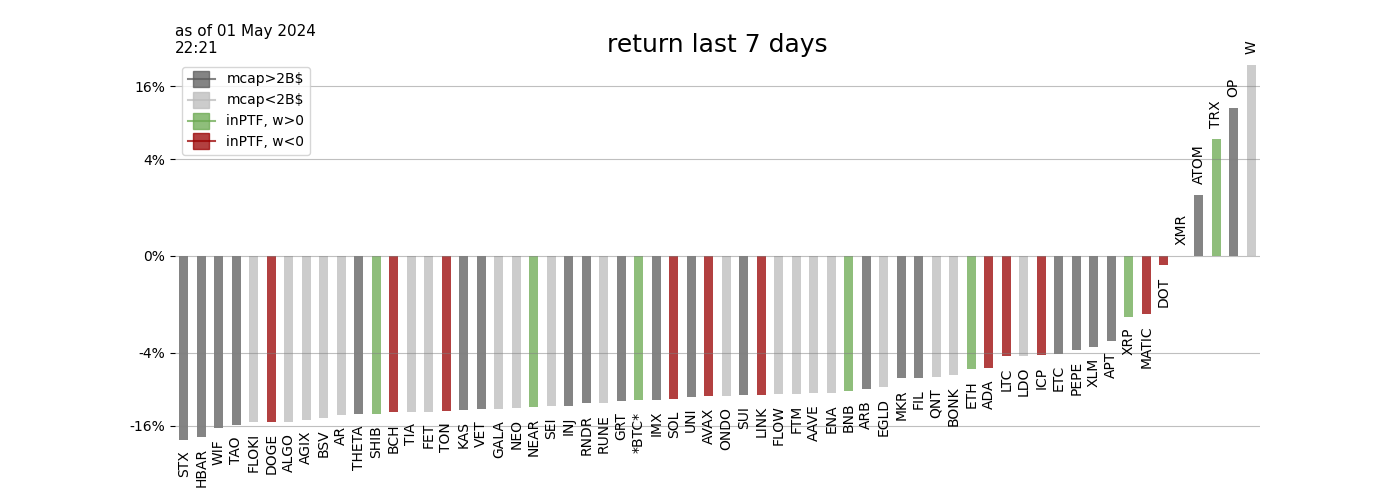 as of 01 May 2024
22:21
return last 7 days
mcap>2B$
mcap<2B$
inPTF, w>0
inPTF, w<0
16%
4%
0%
-4%
-16%
STX
HBAR
WIF
TAO
FLOKI
DOGE
ALGO
AGIX
BSV
AR
THETA
SHIB
BCH
TIA
FET
TON
KAS
VET
GALA
NEO
NEAR
SEI
INJ
RNDR
RUNE
GRT
*BTC*
IMX
SOL
UNI
AVAX
ONDO
SUI
LINK
FLOW
FTM
AAVE
ENA
BNB
ARB
EGLD
MKR
FIL
QNT
BONK
ETH
ADA
LTC
LDO
ICP
ETC
PEPE
XLM
APT
XRP
MATIC
DOT
XMR
ATOM
TRX
OP
W